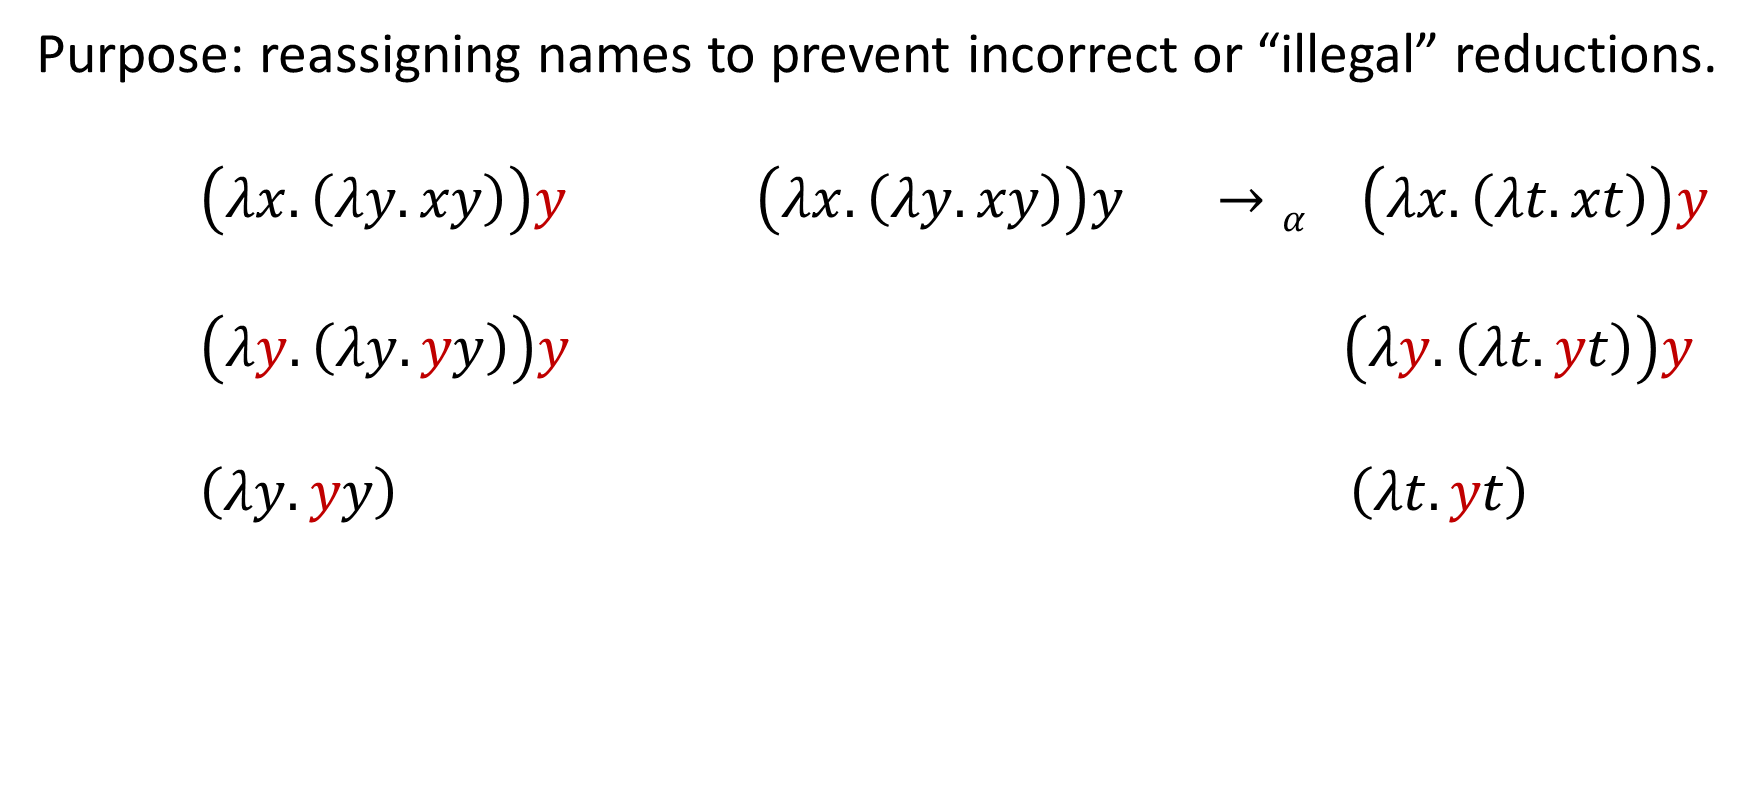 Purpose: reassigning names to prevent incorrect or “illegal” reductions.
(λx.(λy.xy))y (λx.(λy.xy))y →α (λx.(λt.xt))y
(λy.(λy.yy))y (λy.(λt.yt))y
(λy.yy) (λt.yt)